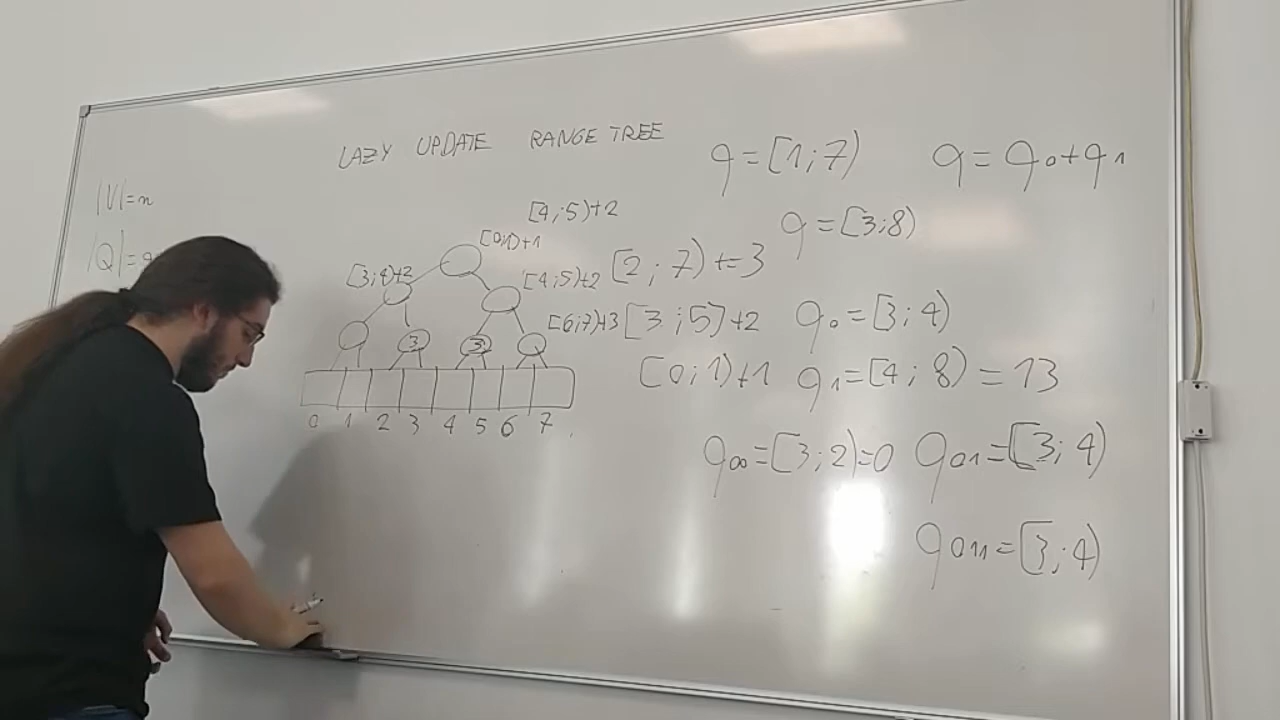 LAZY UPDATE RANGE TREE
q = [1;7)
q = q₀+q₁
|V|=n
|Q|=q
[4;5)+2
q = [3;8)
[0;1)+1
[2;7)+=3
[3;4)+2
[4;5)+2
[6;7)+3
[3;5]+2
q₀=[3;4)
3
3
[0;1)+1
q₁=[4;8)=13
0 1 2 3 4 5 6 7
q₀₀=[3;2)=0
q₀₁=[3;4)
q₀₁₁=[3;4)